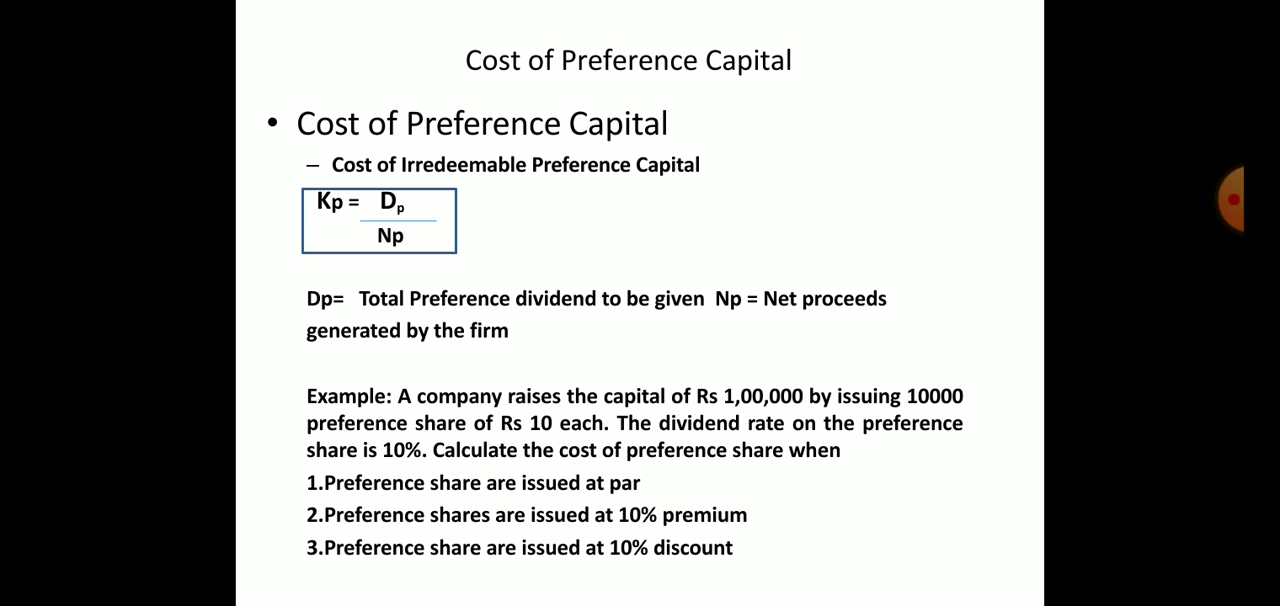 Cost of Preference Capital
• Cost of Preference Capital
– Cost of Irredeemable Preference Capital
Kp = Dp
Np
Dp= Total Preference dividend to be given Np = Net proceeds
generated by the firm
Example: A company raises the capital of Rs 1,00,000 by issuing 10000
preference share of Rs 10 each. The dividend rate on the preference
share is 10%. Calculate the cost of preference share when
1.Preference share are issued at par
2.Preference shares are issued at 10% premium
3.Preference share are issued at 10% discount